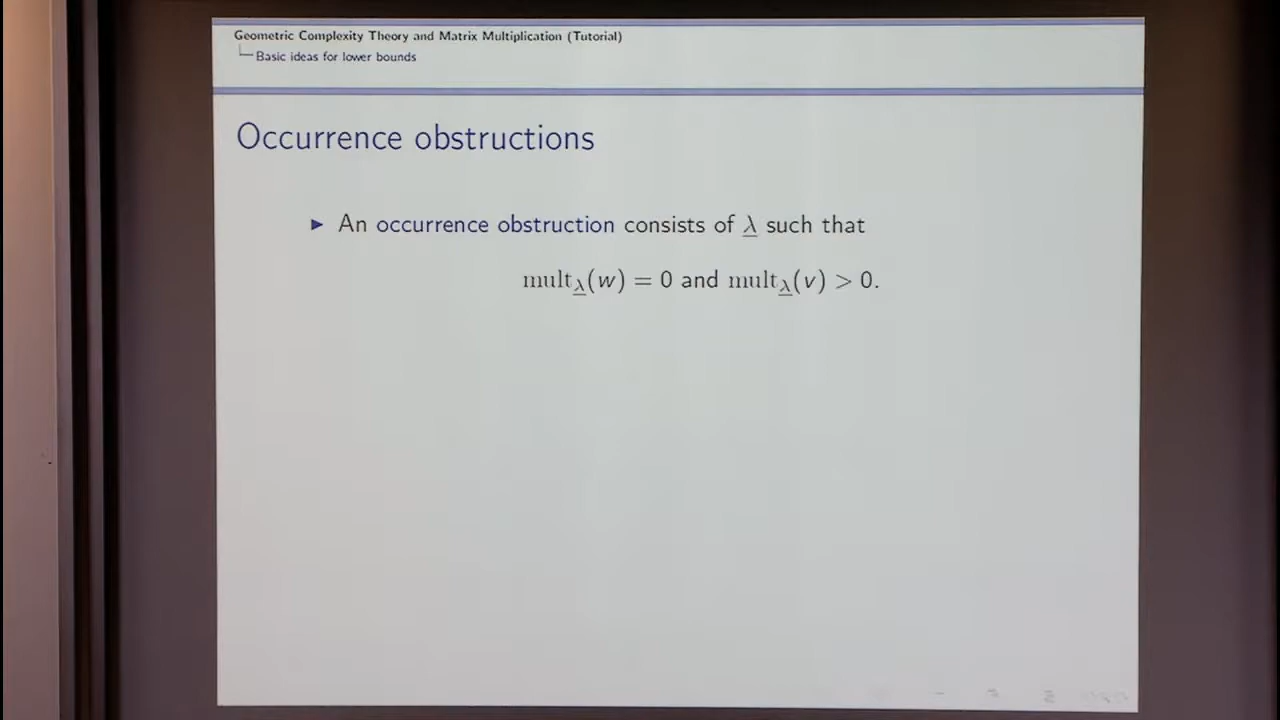 Geometric Complexity Theory and Matrix Multiplication (Tutorial)
Basic ideas for lower bounds
Occurrence obstructions
▶ An occurrence obstruction consists of λ such that
mult_λ(w) = 0 and mult_λ(v) > 0.